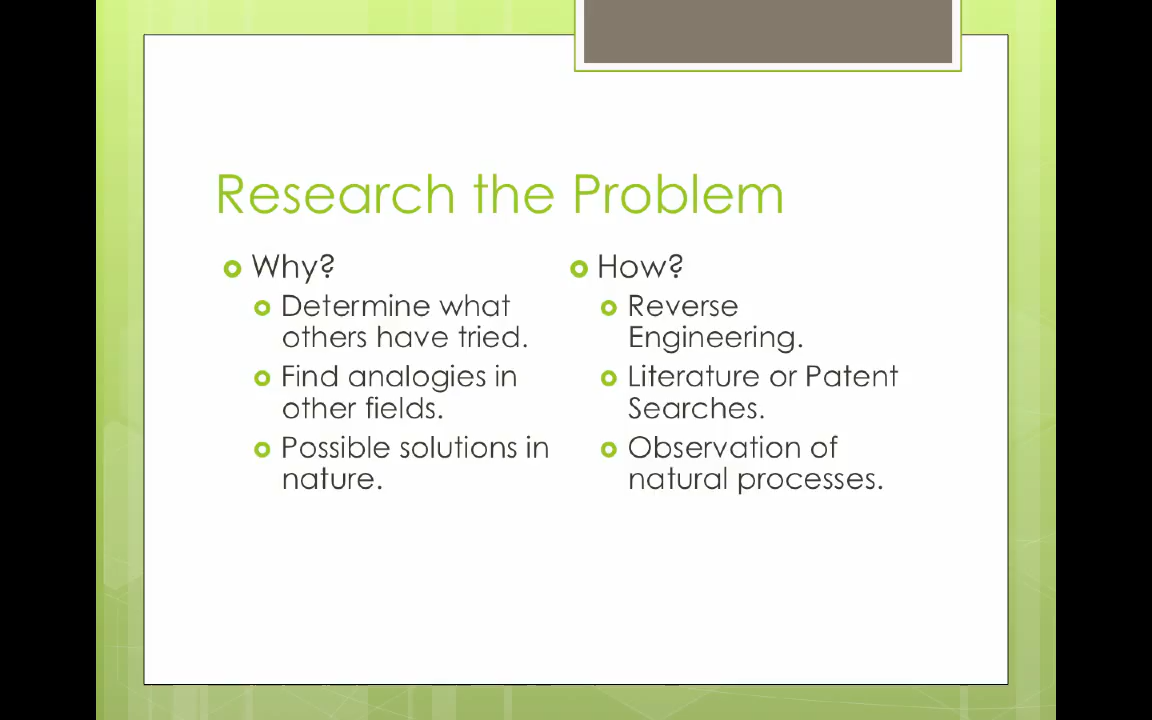 Research the Problem
Why?
Determine what
others have tried.
Find analogies in
other fields.
Possible solutions in
nature.
How?
Reverse
Engineering.
Literature or Patent
Searches.
Observation of
natural processes.